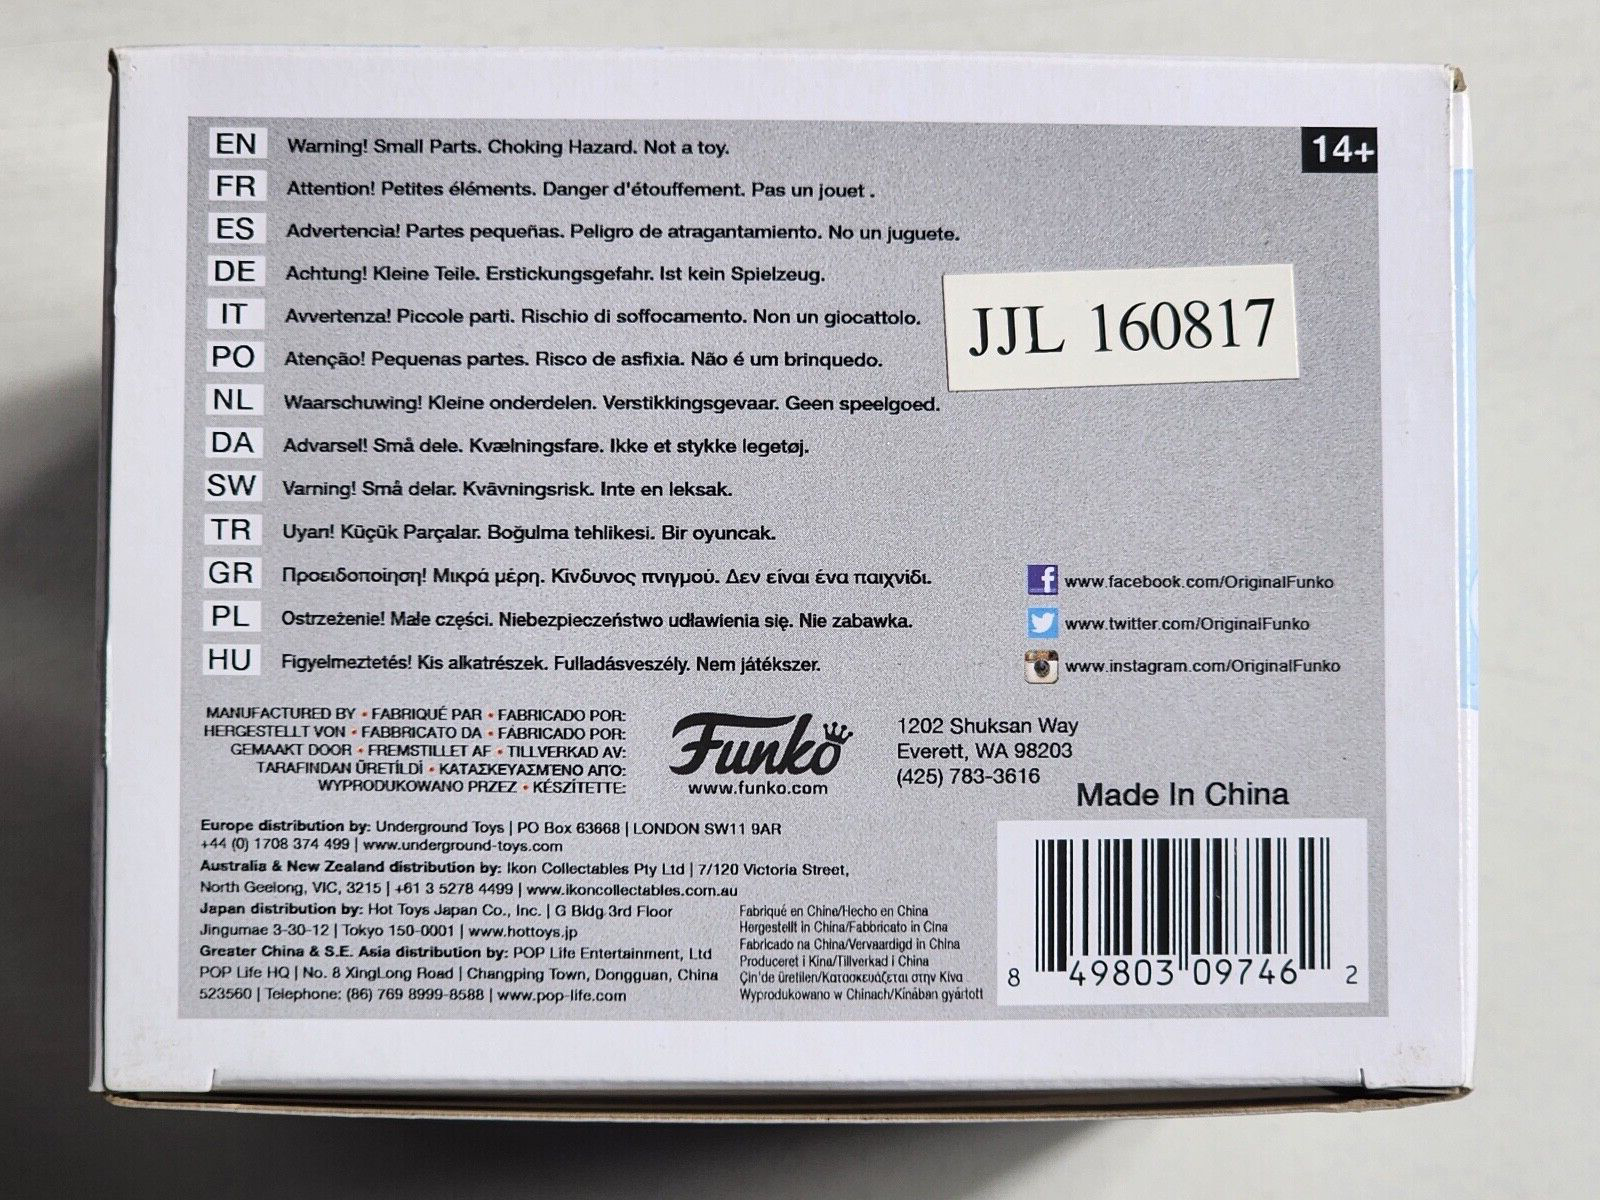 14+
EN Warning! Small Parts. Choking Hazard. Not a toy.
FR Attention! Petites éléments. Danger d'étouffement. Pas un jouet .
ES Advertencia! Partes pequeñas. Peligro de atragantamiento. No un juguete.
DE Achtung! Kleine Teile. Erstickungsgefahr. Ist kein Spielzeug.
IT Avvertenza! Piccole parti. Rischio di soffocamento. Non un giocattolo.
JJL 160817
PO Atenção! Pequenas partes. Risco de asfixia. Não é um brinquedo.
NL Waarschuwing! Kleine onderdelen. Verstikkingsgevaar. Geen speelgoed.
DA Advarsel! Små dele. Kvælningsfare. Ikke et stykke legetøj.
SW Varning! Små delar. Kvävningsrisk. Inte en leksak.
TR Uyarı! Küçük Parçalar. Boğulma tehlikesi. Bir oyuncak.
GR Προειδοποίηση! Μικρά μέρη. Κίνδυνος πνιγμού. Δεν είναι ένα παιχνίδι.
PL Ostrzeżenie! Małe części. Niebezpieczeństwo udławienia się. Nie zabawka.
HU Figyelmeztetés! Kis alkatrészek. Fulladásveszély. Nem játékszer.
www.facebook.com/OriginalFunko
www.twitter.com/OriginalFunko
www.instagram.com/OriginalFunko
MANUFACTURED BY • FABRIQUÉ PAR • FABRICADO POR:
HERGESTELLT VON • FABBRICATO DA • FABRICADO POR:
GEMAAKT DOOR • FREMSTILLET AF • TILLVERKAD AV:
TARAFINDAN ÜRETİLDİ • ΚΑΤΑΣΚΕΥΑΣΜΈΝΟ ΑΠΌ:
WYPRODUKOWANO PRZEZ • KÉSZÍTETTE:
Funko
www.funko.com
1202 Shuksan Way
Everett, WA 98203
(425) 783-3616
Made In China
Europe distribution by: Underground Toys | PO Box 63668 | LONDON SW11 9AR
+44 (0) 1708 374 499 | www.underground-toys.com
Australia & New Zealand distribution by: Ikon Collectables Pty Ltd | 7/120 Victoria Street,
North Geelong, VIC, 3215 | +61 3 5278 4499 | www.ikoncollectables.com.au
Japan distribution by: Hot Toys Japan Co., Inc. | G Bldg 3rd Floor
Jingumae 3-30-12 | Tokyo 150-0001 | www.hottoys.jp
Greater China & S.E. Asia distribution by: POP Life Entertainment, Ltd
POP Life HQ | No. 8 XingLong Road | Changping Town, Dongguan, China
523560 | Telephone: (86) 769 8999-8588 | www.pop-life.com
Fabriqué en Chine/Hecho en China
Hergestellt in China/Fabbricato in Cina
Fabricado na China/Vervaardigd in China
Produceret i Kina/Tillverkad i China
Çin'de üretilen/Κατασκευάζεται στην Κίνα
Wyprodukowano w Chinach/Kínában gyártott
8 49803 09746 2